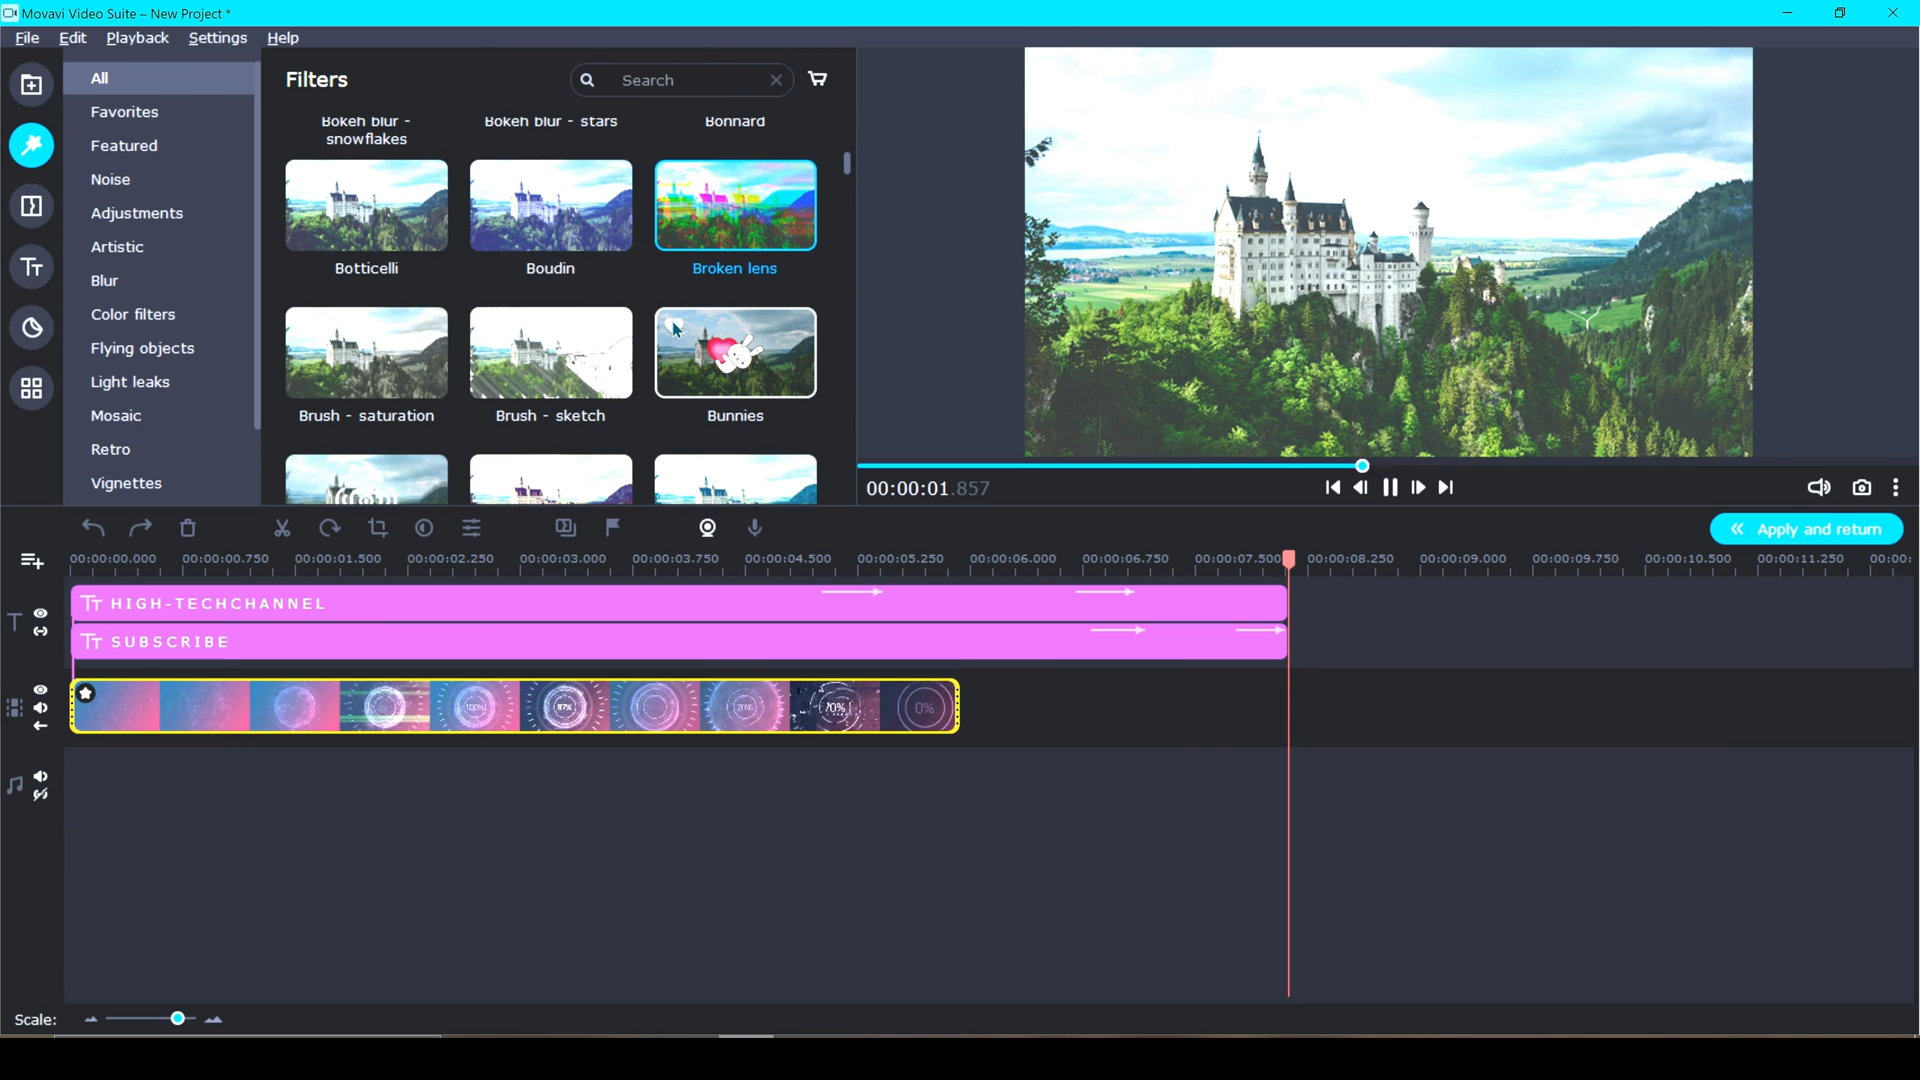 Movavi Video Suite – New Project *
File Edit Playback Settings Help
All
Favorites
Featured
Noise
Adjustments
Artistic
Blur
Color filters
Flying objects
Light leaks
Mosaic
Retro
Vignettes
Filters
Search
Bokeh blur - snowflakes
Bokeh blur - stars
Bonnard
Botticelli
Boudin
Broken lens
Brush - saturation
Brush - sketch
Bunnies
00:00:01.857
Apply and return
00:00:00.000 00:00:00.750 00:00:01.500 00:00:02.250 00:00:03.000 00:00:03.750 00:00:04.500 00:00:05.250 00:00:06.000 00:00:06.750 00:00:07.500 00:00:08.250 00:00:09.000 00:00:09.750 00:00:10.500 00:00:11.250 00:00:
Tt HIGH-TECHCHANNEL
Tt SUBSCRIBE
0%
Scale: